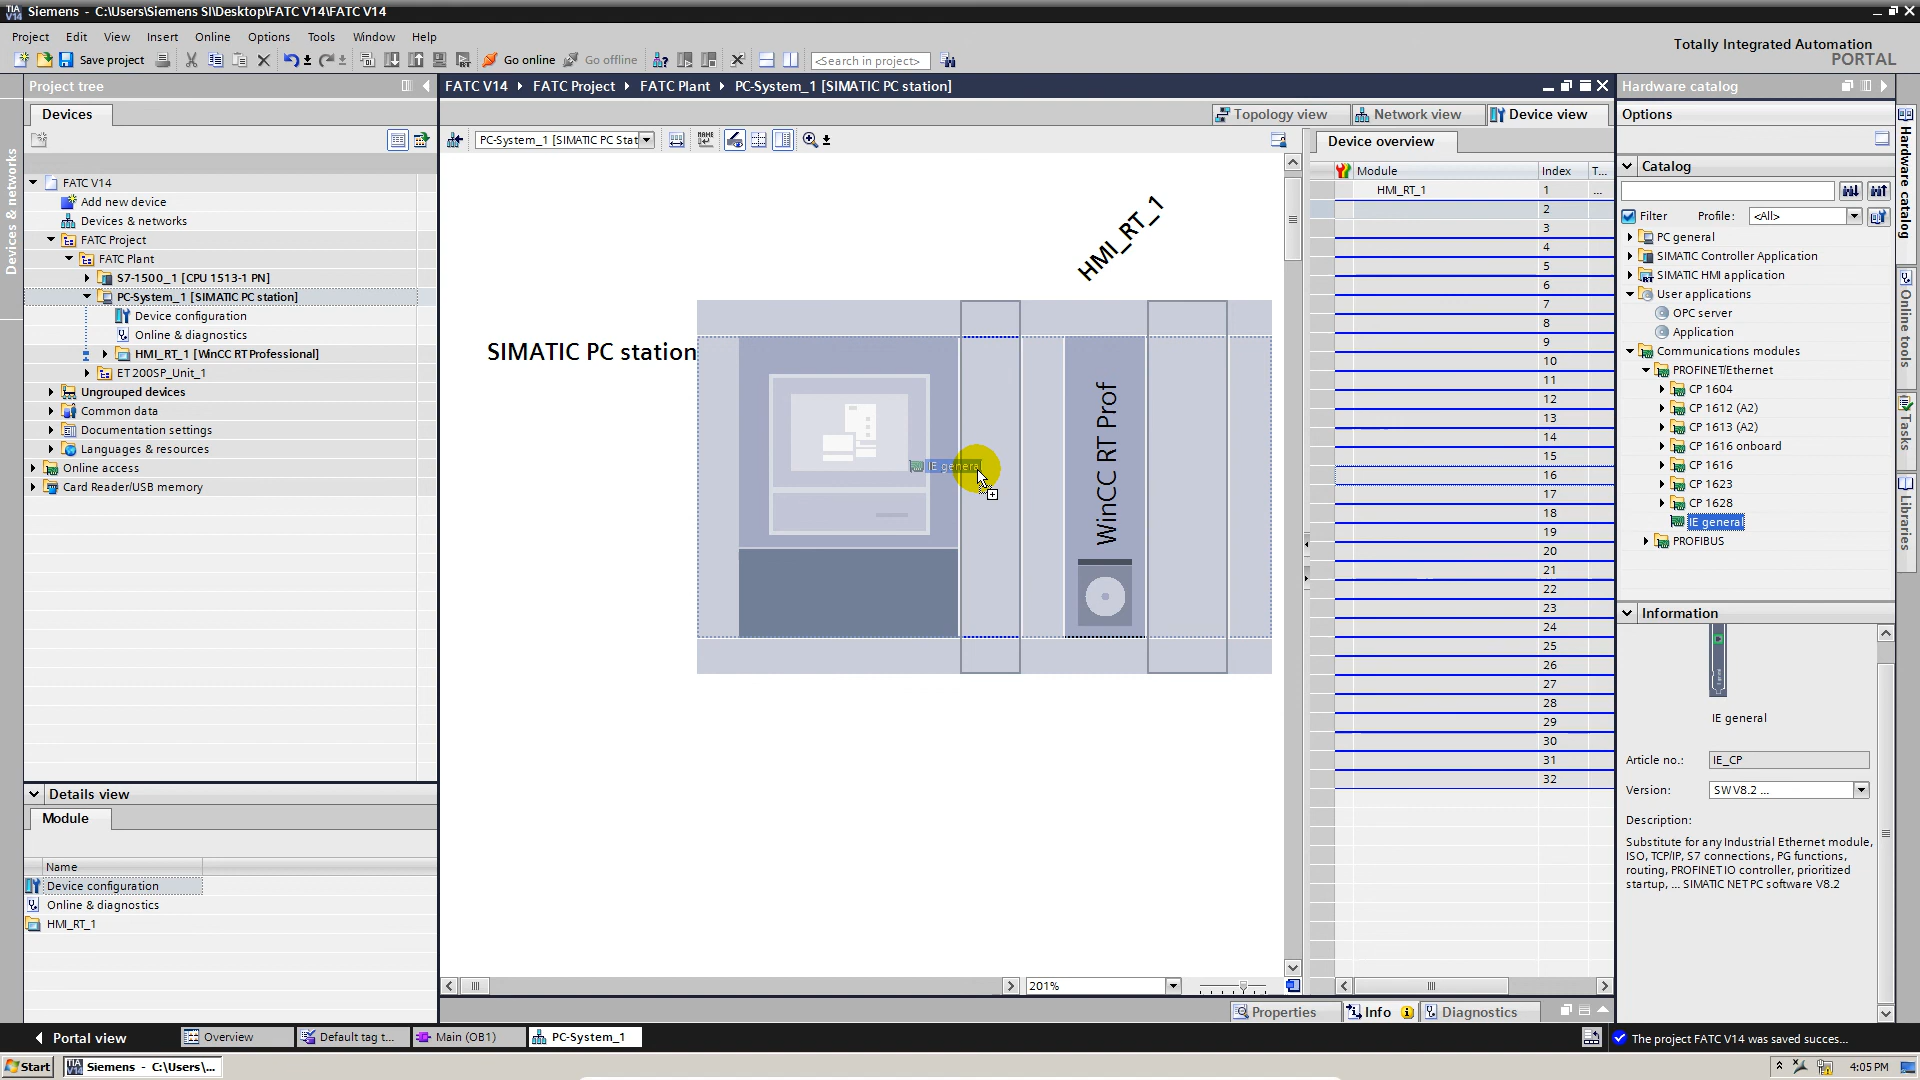 Siemens - C:\Users\Siemens SI\Desktop\FATC V14\FATC V14
Project Edit View Insert Online Options Tools Window Help
Save project
Go online
Go offline
<Search in project>
Totally Integrated Automation
PORTAL
Project tree
Devices
FATC V14
Add new device
Devices & networks
FATC Project
FATC Plant
S7-1500_1 [CPU 1513-1 PN]
PC-System_1 [SIMATIC PC station]
Device configuration
Online & diagnostics
HMI_RT_1 [WinCC RT Professional]
ET 200SP_Unit_1
Ungrouped devices
Common data
Documentation settings
Languages & resources
Online access
Card Reader/USB memory
Devices & networks
Details view
Module
Name
Device configuration
Online & diagnostics
HMI_RT_1
FATC V14 FATC Project FATC Plant PC-System_1 [SIMATIC PC station]
Topology view
Network view
Device view
PC-System_1 [SIMATIC PC Stat
HMI_RT_1
SIMATIC PC station
IE general
WinCC RT Prof
201%
Device overview
Module Index T...
HMI_RT_1 1 ...
2
3
4
5
6
7
8
9
10
11
12
13
14
15
16
17
18
19
20
21
22
23
24
25
26
27
28
29
30
31
32
Properties
Info
Diagnostics
Hardware catalog
Options
Catalog
Filter
Profile:
<All>
PC general
SIMATIC Controller Application
SIMATIC HMI application
User applications
OPC server
Application
Communications modules
PROFINET/Ethernet
CP 1604
CP 1612 (A2)
CP 1613 (A2)
CP 1616 onboard
CP 1616
CP 1623
CP 1628
IE general
PROFIBUS
Information
IE general
Article no.:
IE_CP
Version:
SW V8.2 ...
Description:
Substitute for any Industrial Ethernet module,
ISO, TCP/IP, S7 connections, PG functions,
routing, PROFINET IO controller, prioritized
startup, ... SIMATIC NET PC software V8.2
Hardware catalog
Online tools
Tasks
Libraries
Portal view
Overview
Default tag t...
Main (OB1)
PC-System_1
The project FATC V14 was saved succes...
Start
Siemens - C:\Users\...
4:05 PM